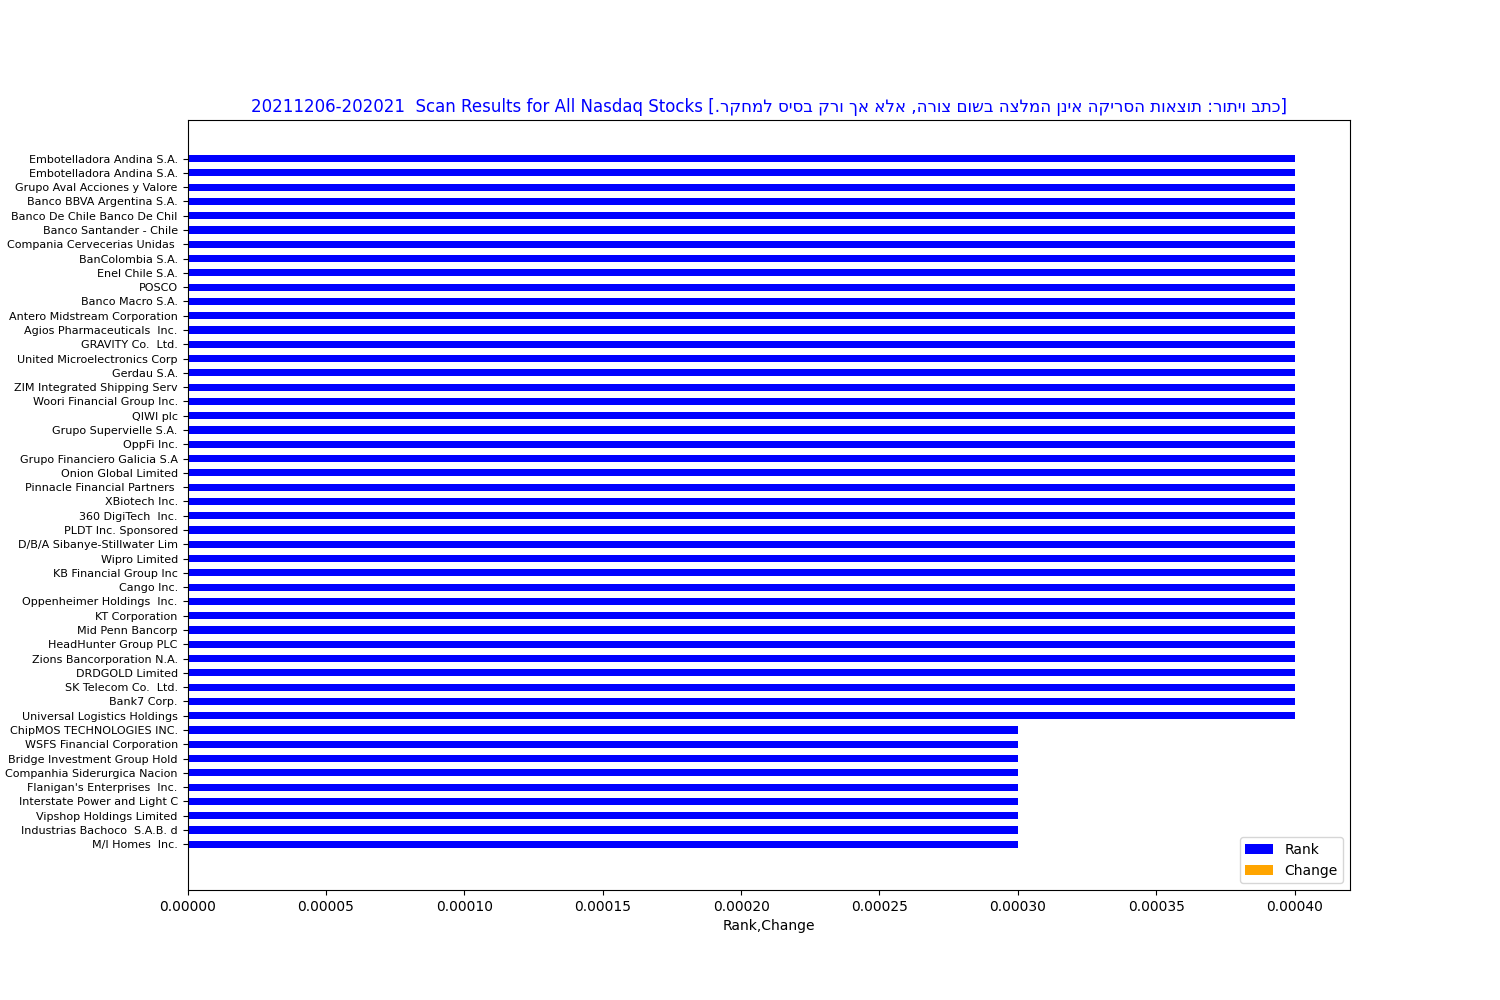 20211206-202021  Scan Results for All Nasdaq Stocks [כתב ויתור: תוצאות הסריקה אינן המלצה בשום צורה, אלא אך ורק בסיס למחקר.]
Embotelladora Andina S.A.
Embotelladora Andina S.A.
Grupo Aval Acciones y Valore
Banco BBVA Argentina S.A.
Banco De Chile Banco De Chil
Banco Santander - Chile
Compania Cervecerias Unidas
BanColombia S.A.
Enel Chile S.A.
POSCO
Banco Macro S.A.
Antero Midstream Corporation
Agios Pharmaceuticals  Inc.
GRAVITY Co.  Ltd.
United Microelectronics Corp
Gerdau S.A.
ZIM Integrated Shipping Serv
Woori Financial Group Inc.
QIWI plc
Grupo Supervielle S.A.
OppFi Inc.
Grupo Financiero Galicia S.A
Onion Global Limited
Pinnacle Financial Partners
XBiotech Inc.
360 DigiTech  Inc.
PLDT Inc. Sponsored
D/B/A Sibanye-Stillwater Lim
Wipro Limited
KB Financial Group Inc
Cango Inc.
Oppenheimer Holdings  Inc.
KT Corporation
Mid Penn Bancorp
HeadHunter Group PLC
Zions Bancorporation N.A.
DRDGOLD Limited
SK Telecom Co.  Ltd.
Bank7 Corp.
Universal Logistics Holdings
ChipMOS TECHNOLOGIES INC.
WSFS Financial Corporation
Bridge Investment Group Hold
Companhia Siderurgica Nacion
Flanigan's Enterprises  Inc.
Interstate Power and Light C
Vipshop Holdings Limited
Industrias Bachoco  S.A.B. d
M/I Homes  Inc.
Rank
Change
0.00000 0.00005 0.00010 0.00015 0.00020 0.00025 0.00030 0.00035 0.00040
Rank,Change